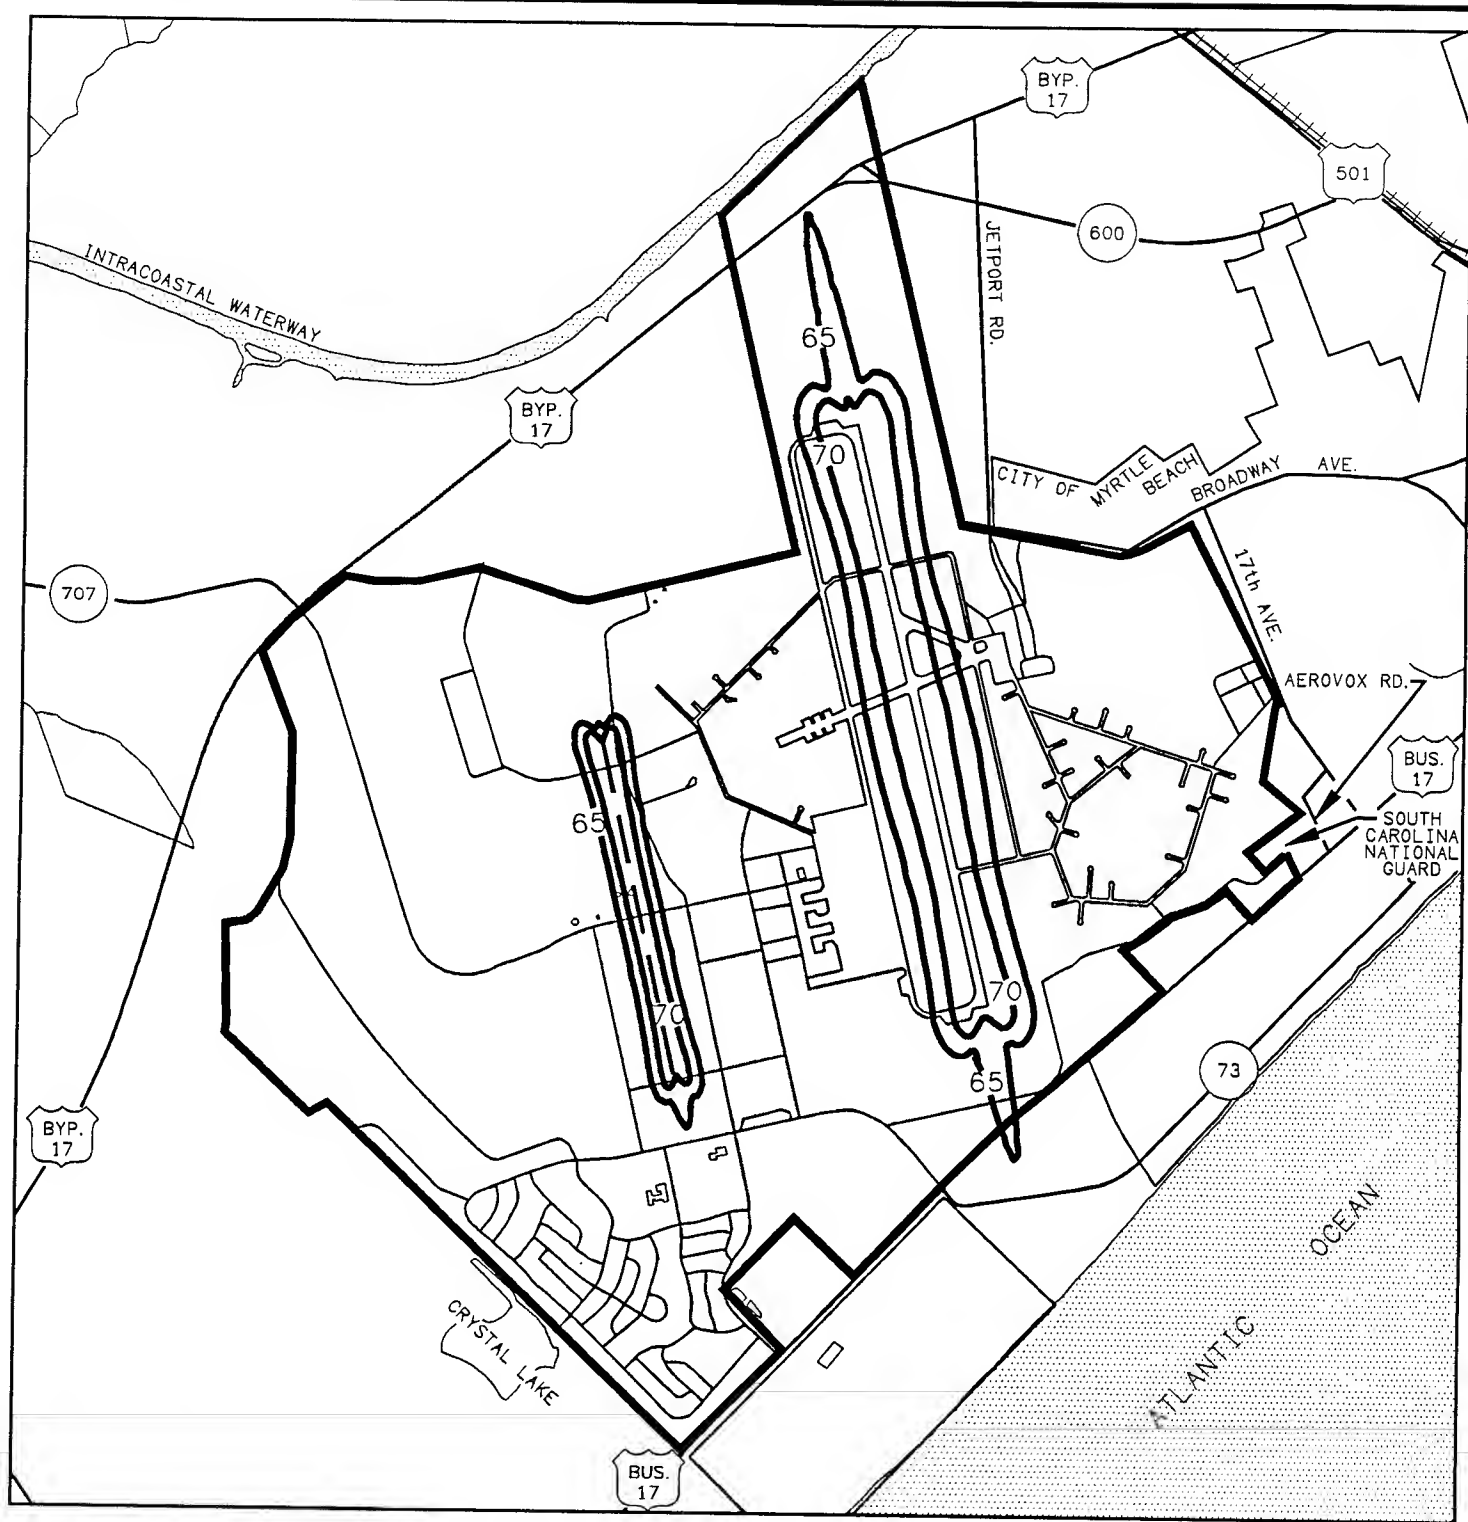 BYP.
17
501
600
JETPORT RD.
INTRACOASTAL WATERWAY
65
BYP.
17
70
CITY OF MYRTLE BEACH
BROADWAY AVE.
17th AVE.
707
AEROVOX RD.
BUS.
17
65
SOUTH
CAROLINA
NATIONAL
GUARD
70
70
65
73
BYP.
17
CRYSTAL LAKE
ATLANTIC OCEAN
BUS.
17